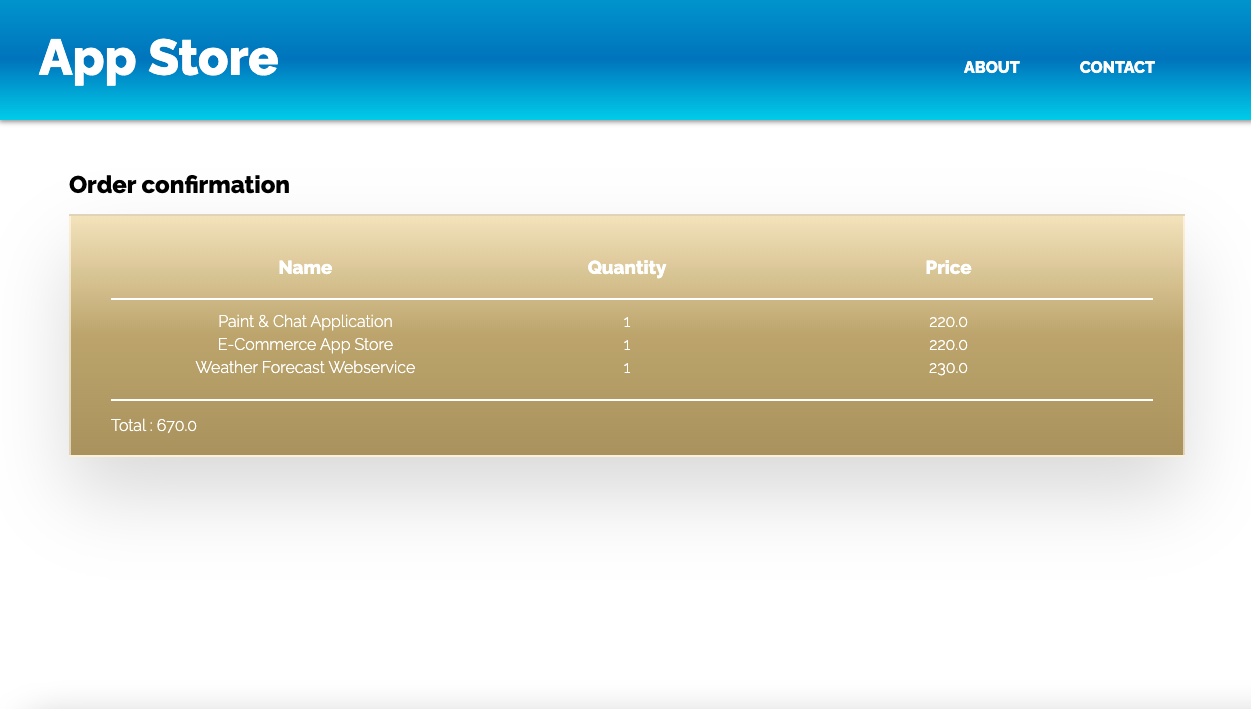 App Store
ABOUT CONTACT
Order confirmation
Name Quantity Price
Paint & Chat Application 1 220.0
E-Commerce App Store 1 220.0
Weather Forecast Webservice 1 230.0
Total : 670.0